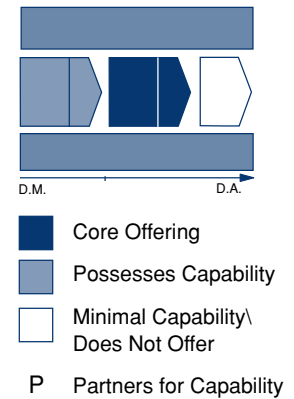 D.M. D.A.
Core Offering
Possesses Capability
Minimal Capability\
Does Not Offer
P Partners for Capability